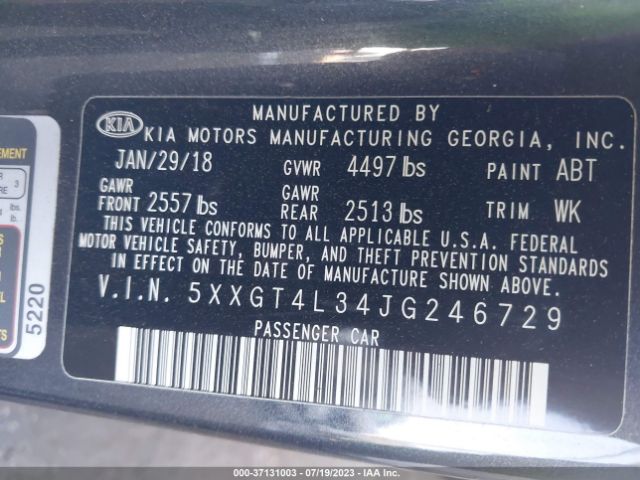 MANUFACTURED BY
KIA KIA MOTORS MANUFACTURING GEORGIA, INC.
JAN/29/18 GVWR 4497 lbs PAINT ABT
GAWR FRONT 2557 lbs GAWR REAR 2513 lbs TRIM WK
THIS VEHICLE CONFORMS TO ALL APPLICABLE U.S.A. FEDERAL
MOTOR VEHICLE SAFETY, BUMPER, AND THEFT PREVENTION STANDARDS
IN EFFECT ON THE DATE OF MANUFACTURE SHOWN ABOVE.
V.I.N. 5XXGT4L34JG246729
PASSENGER CAR
5220
3
lbs.
lb.
000-37131003 — 07/19/2023 — IAA Inc.